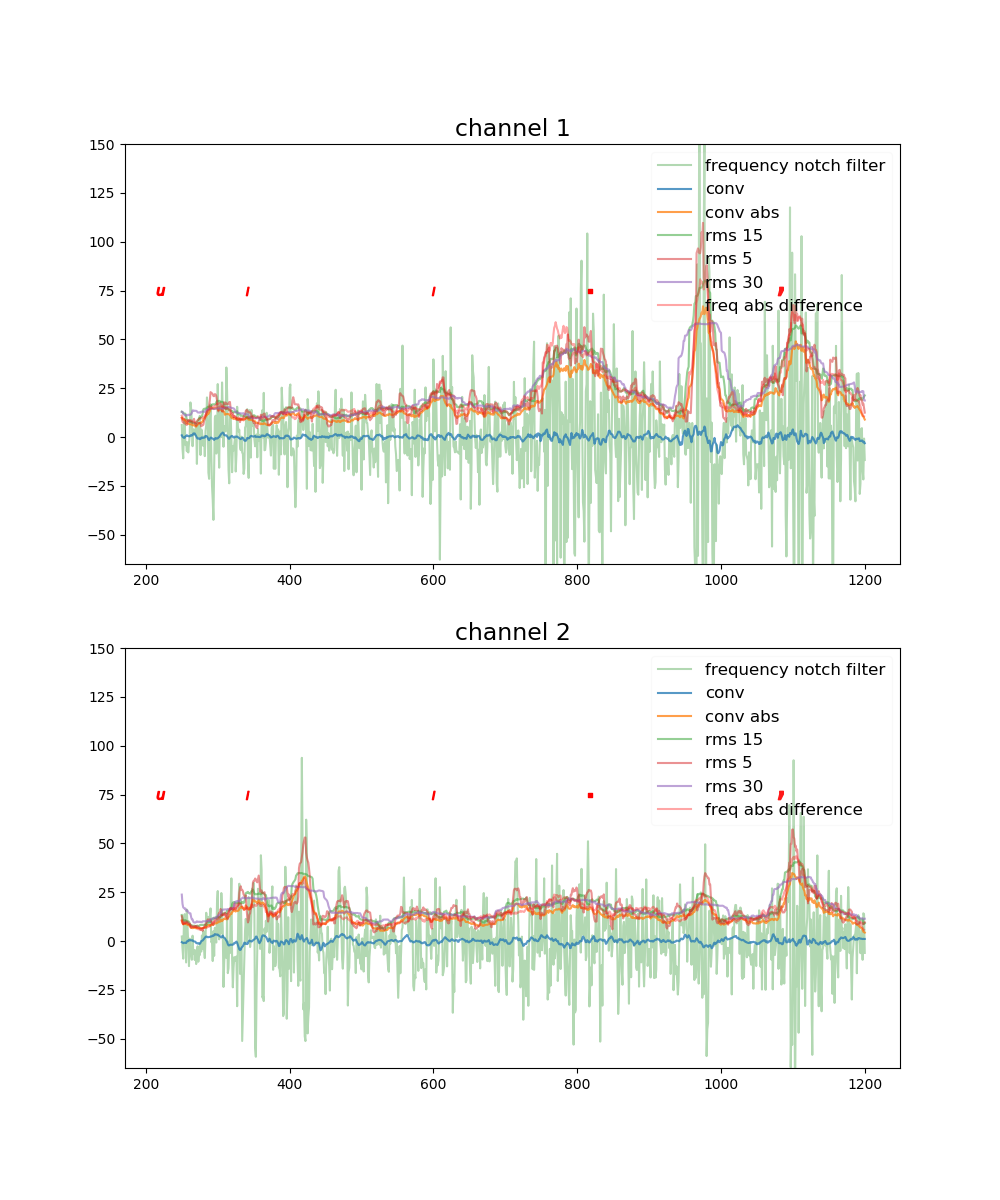 channel 1
150
125
100
75
50
25
0
−25
−50
frequency notch filter
conv
conv abs
rms 15
rms 5
rms 30
freq abs difference
u ı ı . ,,
200 400 600 800 1000 1200
channel 2
150
125
100
75
50
25
0
−25
−50
frequency notch filter
conv
conv abs
rms 15
rms 5
rms 30
freq abs difference
u ı ı . ,,
200 400 600 800 1000 1200